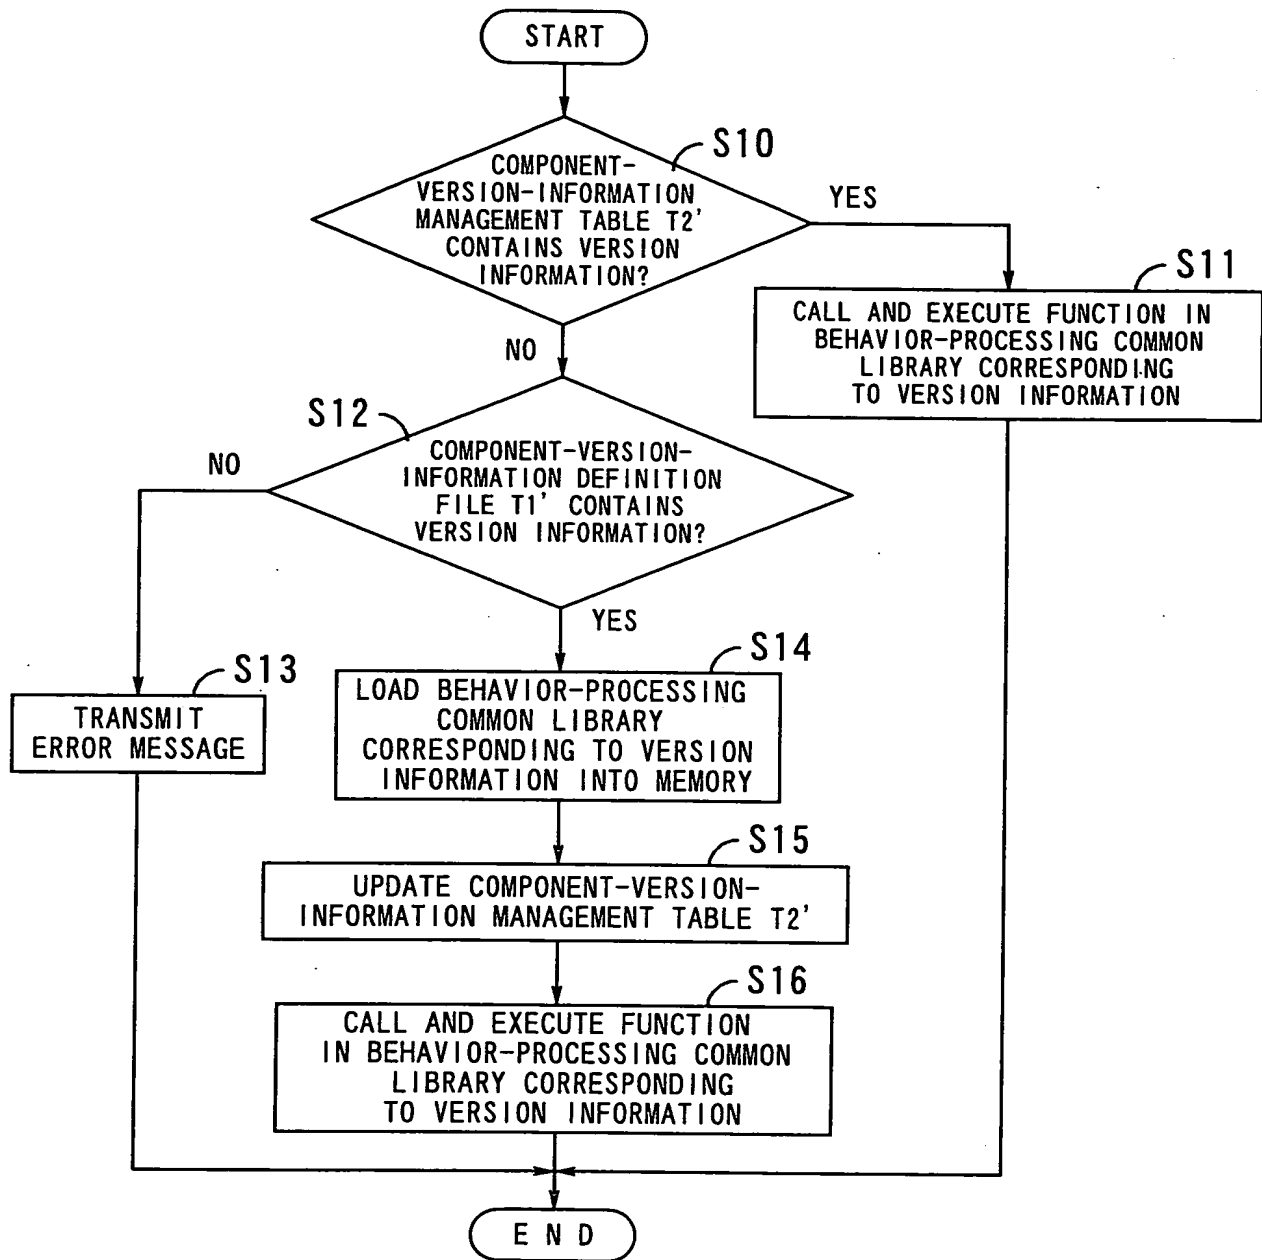 START
S10
COMPONENT-
VERSION-INFORMATION
MANAGEMENT TABLE T2'
CONTAINS VERSION
INFORMATION?
YES
S11
CALL AND EXECUTE FUNCTION IN
BEHAVIOR-PROCESSING COMMON
LIBRARY CORRESPONDING
TO VERSION INFORMATION
NO
S12
COMPONENT-VERSION-
INFORMATION DEFINITION
FILE T1' CONTAINS
VERSION INFORMATION?
NO
YES
S13
TRANSMIT
ERROR MESSAGE
S14
LOAD BEHAVIOR-PROCESSING
COMMON LIBRARY
CORRESPONDING TO VERSION
INFORMATION INTO MEMORY
S15
UPDATE COMPONENT-VERSION-
INFORMATION MANAGEMENT TABLE T2'
S16
CALL AND EXECUTE FUNCTION
IN BEHAVIOR-PROCESSING COMMON
LIBRARY CORRESPONDING
TO VERSION INFORMATION
END